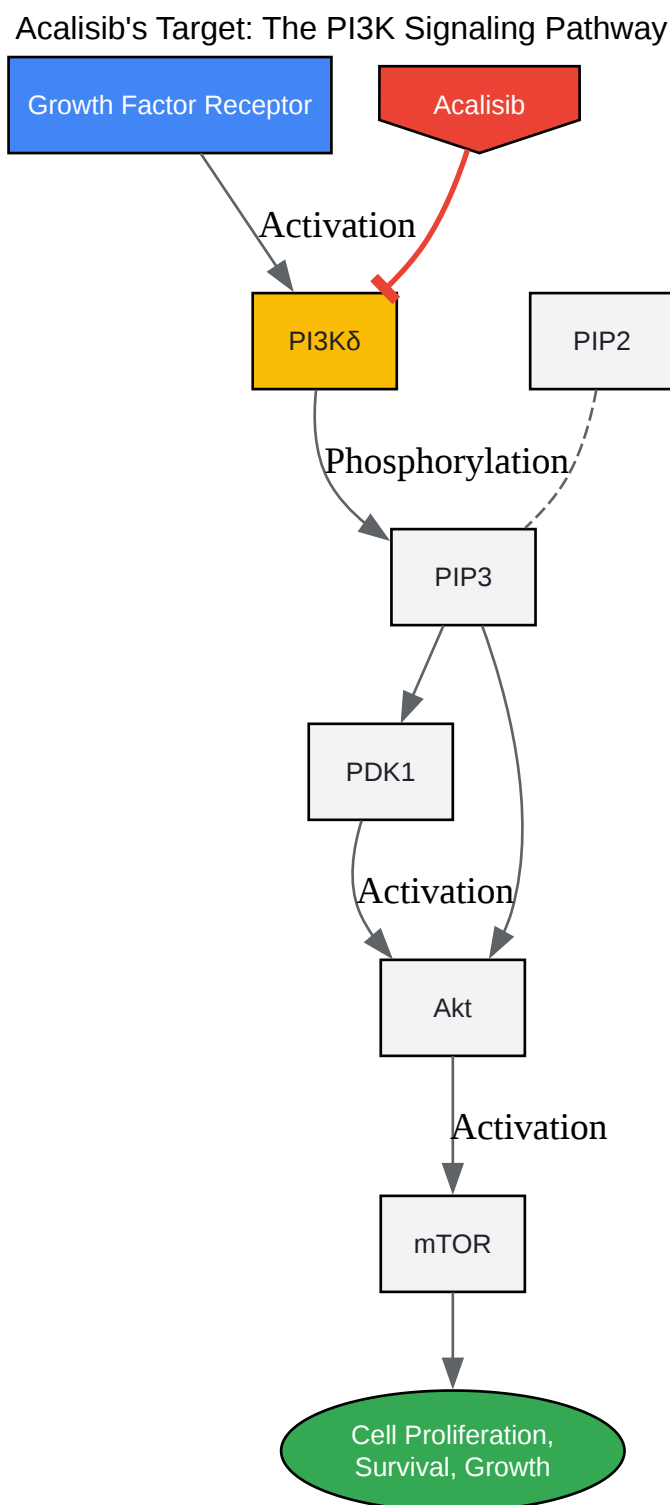 Acalisib's Target: The PI3K Signaling Pathway
Growth Factor Receptor
Acalisib
Activation
PI3Kδ
PIP2
Phosphorylation
PIP3
PDK1
Activation
Akt
Activation
mTOR
Cell Proliferation,
Survival, Growth